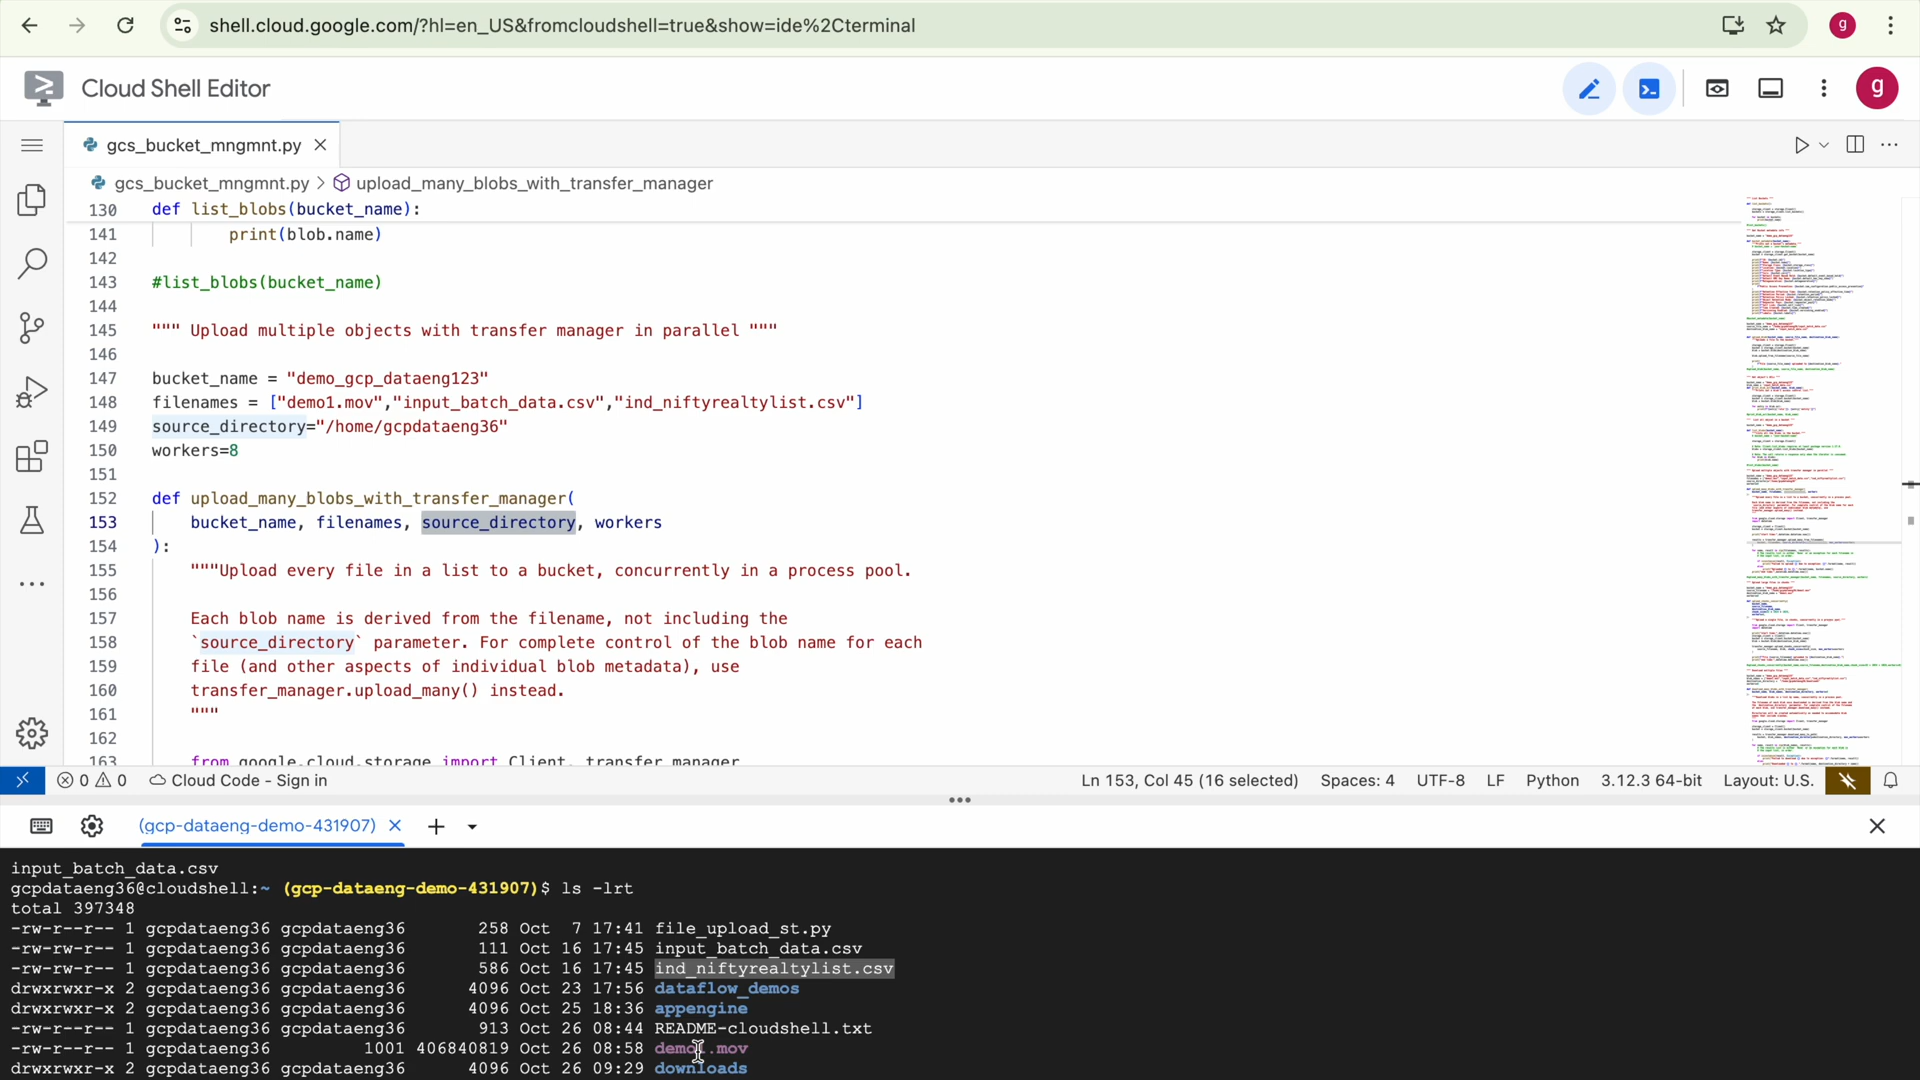 shell.cloud.google.com/?hl=en_US&fromcloudshell=true&show=ide%2Cterminal
g
Cloud Shell Editor
g
gcs_bucket_mngmnt.py
gcs_bucket_mngmnt.py > upload_many_blobs_with_transfer_manager
130 def list_blobs(bucket_name):
141 print(blob.name)
142
143 #list_blobs(bucket_name)
144
145 """ Upload multiple objects with transfer manager in parallel """
146
147 bucket_name = "demo_gcp_dataeng123"
148 filenames = ["demo1.mov","input_batch_data.csv","ind_niftyrealtylist.csv"]
149 source_directory="/home/gcpdataeng36"
150 workers=8
151
152 def upload_many_blobs_with_transfer_manager(
153 bucket_name, filenames, source_directory, workers
154 ):
155 """Upload every file in a list to a bucket, concurrently in a process pool.
156
157 Each blob name is derived from the filename, not including the
158 `source_directory` parameter. For complete control of the blob name for each
159 file (and other aspects of individual blob metadata), use
160 transfer_manager.upload_many() instead.
161 """
162
163 from google.cloud.storage import Client, transfer_manager
0 0 Cloud Code - Sign in Ln 153, Col 45 (16 selected) Spaces: 4 UTF-8 LF Python 3.12.3 64-bit Layout: U.S.
(gcp-dataeng-demo-431907)
input_batch_data.csv
gcpdataeng36@cloudshell:~ (gcp-dataeng-demo-431907)$ ls -lrt
total 397348
-rw-r--r-- 1 gcpdataeng36 gcpdataeng36 258 Oct 7 17:41 file_upload_st.py
-rw-r--r-- 1 gcpdataeng36 gcpdataeng36 111 Oct 16 17:45 input_batch_data.csv
-rw-r--r-- 1 gcpdataeng36 gcpdataeng36 586 Oct 16 17:45 ind_niftyrealtylist.csv
drwxrwxr-x 2 gcpdataeng36 gcpdataeng36 4096 Oct 23 17:56 dataflow_demos
drwxrwxr-x 2 gcpdataeng36 gcpdataeng36 4096 Oct 25 18:36 appengine
-rw-r--r-- 1 gcpdataeng36 gcpdataeng36 913 Oct 26 08:44 README-cloudshell.txt
-rw-r--r-- 1 gcpdataeng36 1001 406840819 Oct 26 08:58 demo1.mov
drwxrwxr-x 2 gcpdataeng36 gcpdataeng36 4096 Oct 26 09:29 downloads